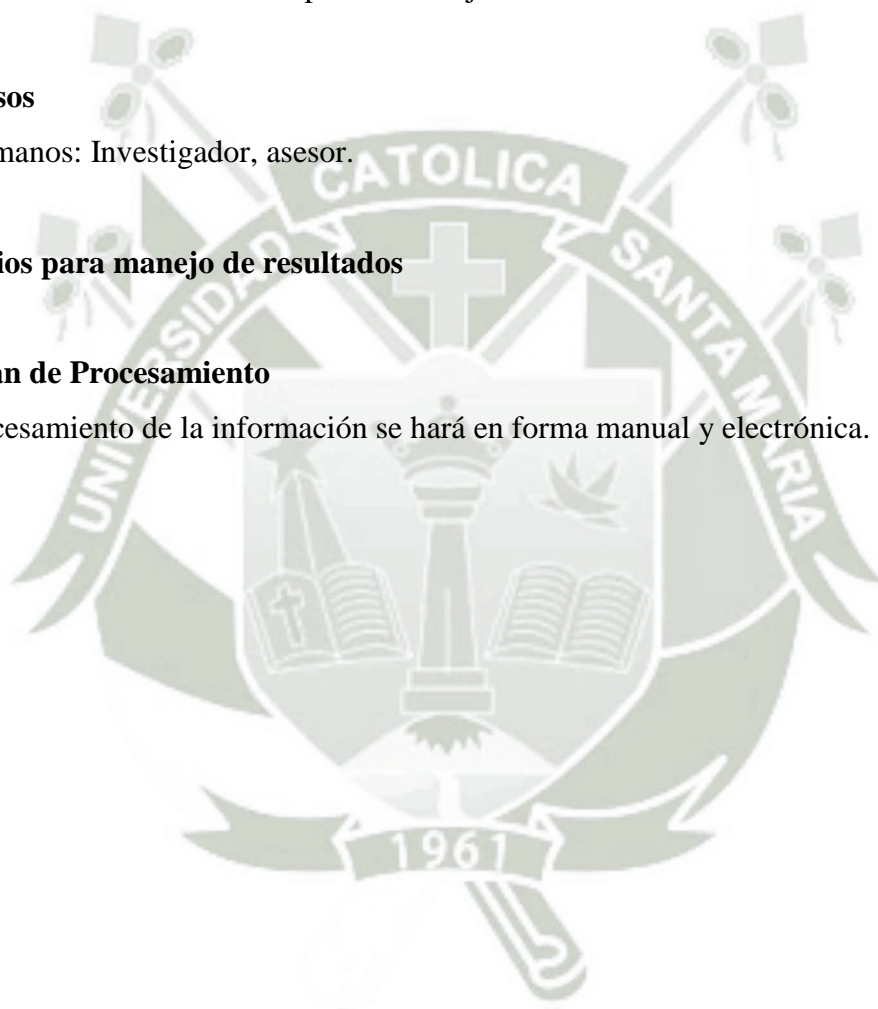 sos
manos: Investigador, asesor.
ios para manejo de resultados
an de Procesamiento
cesamiento de la información se hará en forma manual y electrónica.
UNIVERSIDAD CATOLICA SANTA MARIA
1961